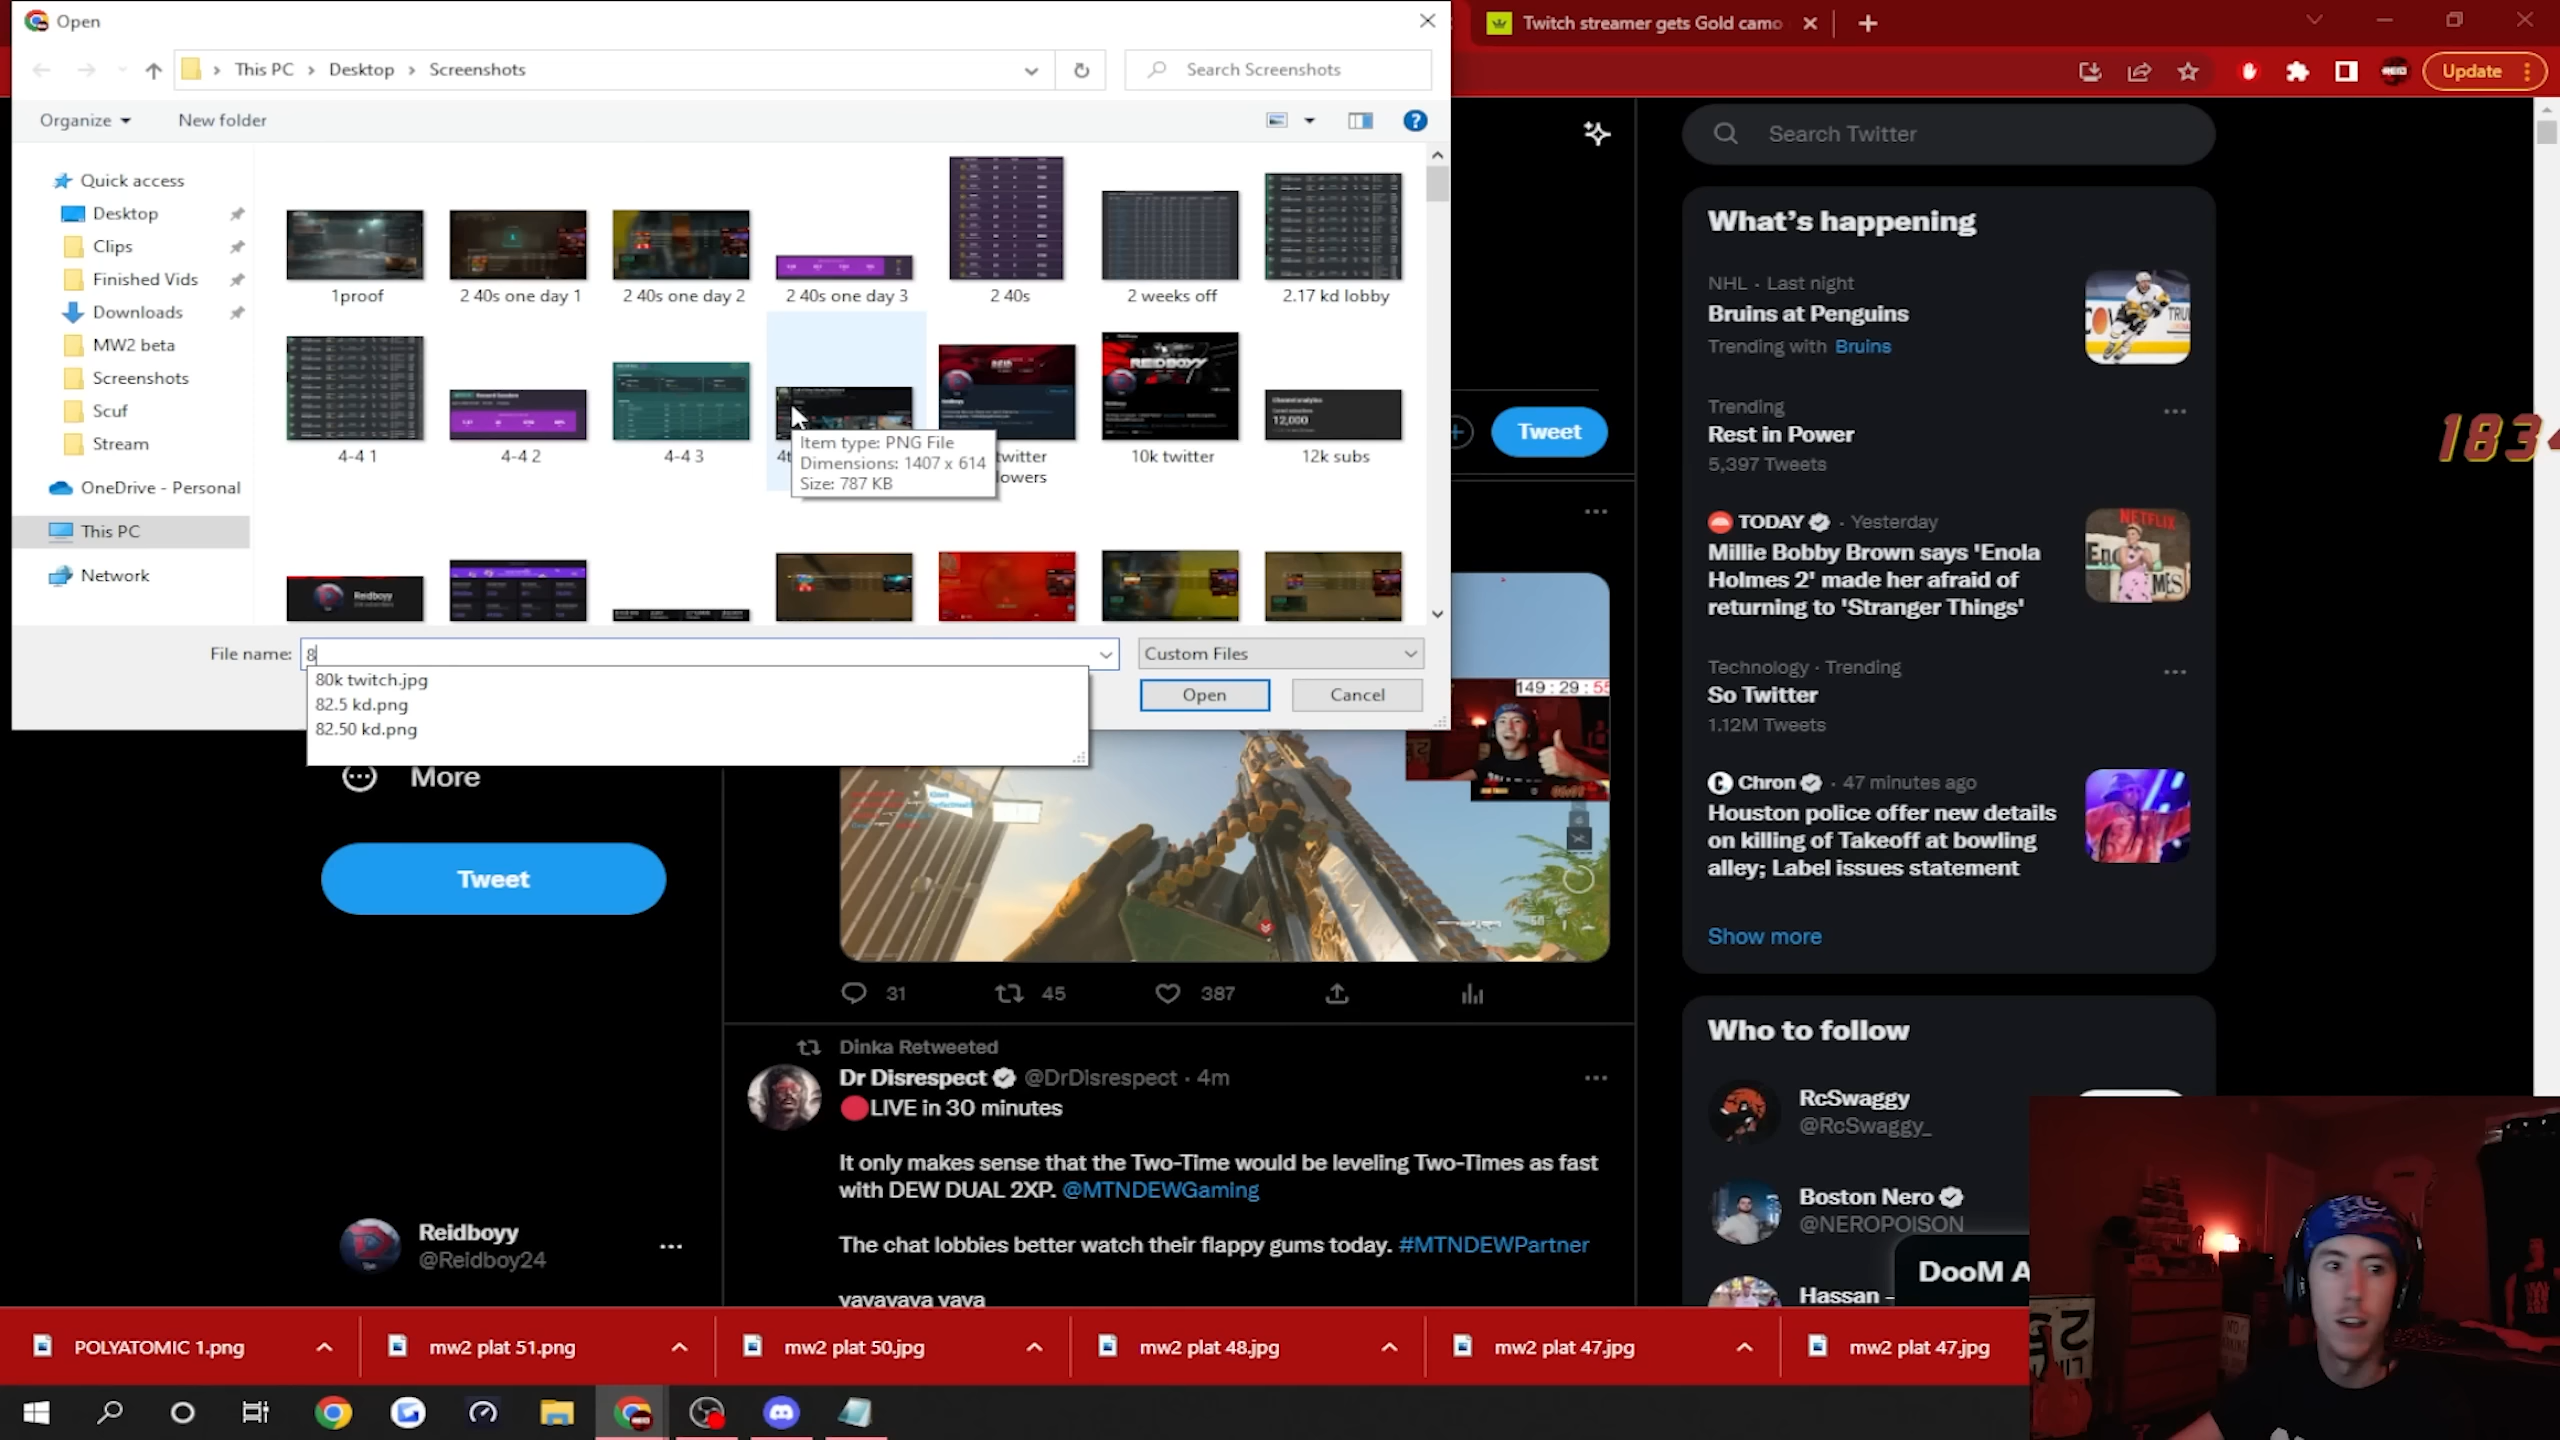 Open
Twitch streamer gets Gold camo
This PC
Desktop
Screenshots
Search Screenshots
Update
Organize
New folder
Search Twitter
Quick access
Desktop
Clips
Finished Vids
Downloads
MW2 beta
Screenshots
Scuf
Stream
OneDrive - Personal
This PC
Network
1proof
2 40s one day 1
2 40s one day 2
2 40s one day 3
2 40s
2 weeks off
2.17 kd lobby
4-4 1
4-4 2
4-4 3
Item type: PNG File
Dimensions: 1407 x 614
Size: 787 KB
twitter
lowers
REIDBOYY
10k twitter
12,000
12k subs
Reidboyy
File name:
8
Custom Files
80k twitch.jpg
82.5 kd.png
82.50 kd.png
Open
Cancel
Tweet
What's happening
NHL · Last night
Bruins at Penguins
Trending with Bruins
Trending
Rest in Power
5,397 Tweets
TODAY · Yesterday
Millie Bobby Brown says 'Enola
Holmes 2' made her afraid of
returning to 'Stranger Things'
NETFLIX
Technology · Trending
So Twitter
1.12M Tweets
Chron · 47 minutes ago
Houston police offer new details
on killing of Takeoff at bowling
alley; Label issues statement
Show more
1834
149:29:55
More
Tweet
31
45
387
Dinka Retweeted
Dr Disrespect @DrDisrespect · 4m
LIVE in 30 minutes
It only makes sense that the Two-Time would be leveling Two-Times as fast
with DEW DUAL 2XP. @MTNDEWGaming
The chat lobbies better watch their flappy gums today. #MTNDEWPartner
yayayaya yaya
Reidboyy
@Reidboy24
Who to follow
RcSwaggy
@RcSwaggy_
Boston Nero
@NEROPOISON
Hassan -
DooM A
POLYATOMIC 1.png
mw2 plat 51.png
mw2 plat 50.jpg
mw2 plat 48.jpg
mw2 plat 47.jpg
mw2 plat 47.jpg